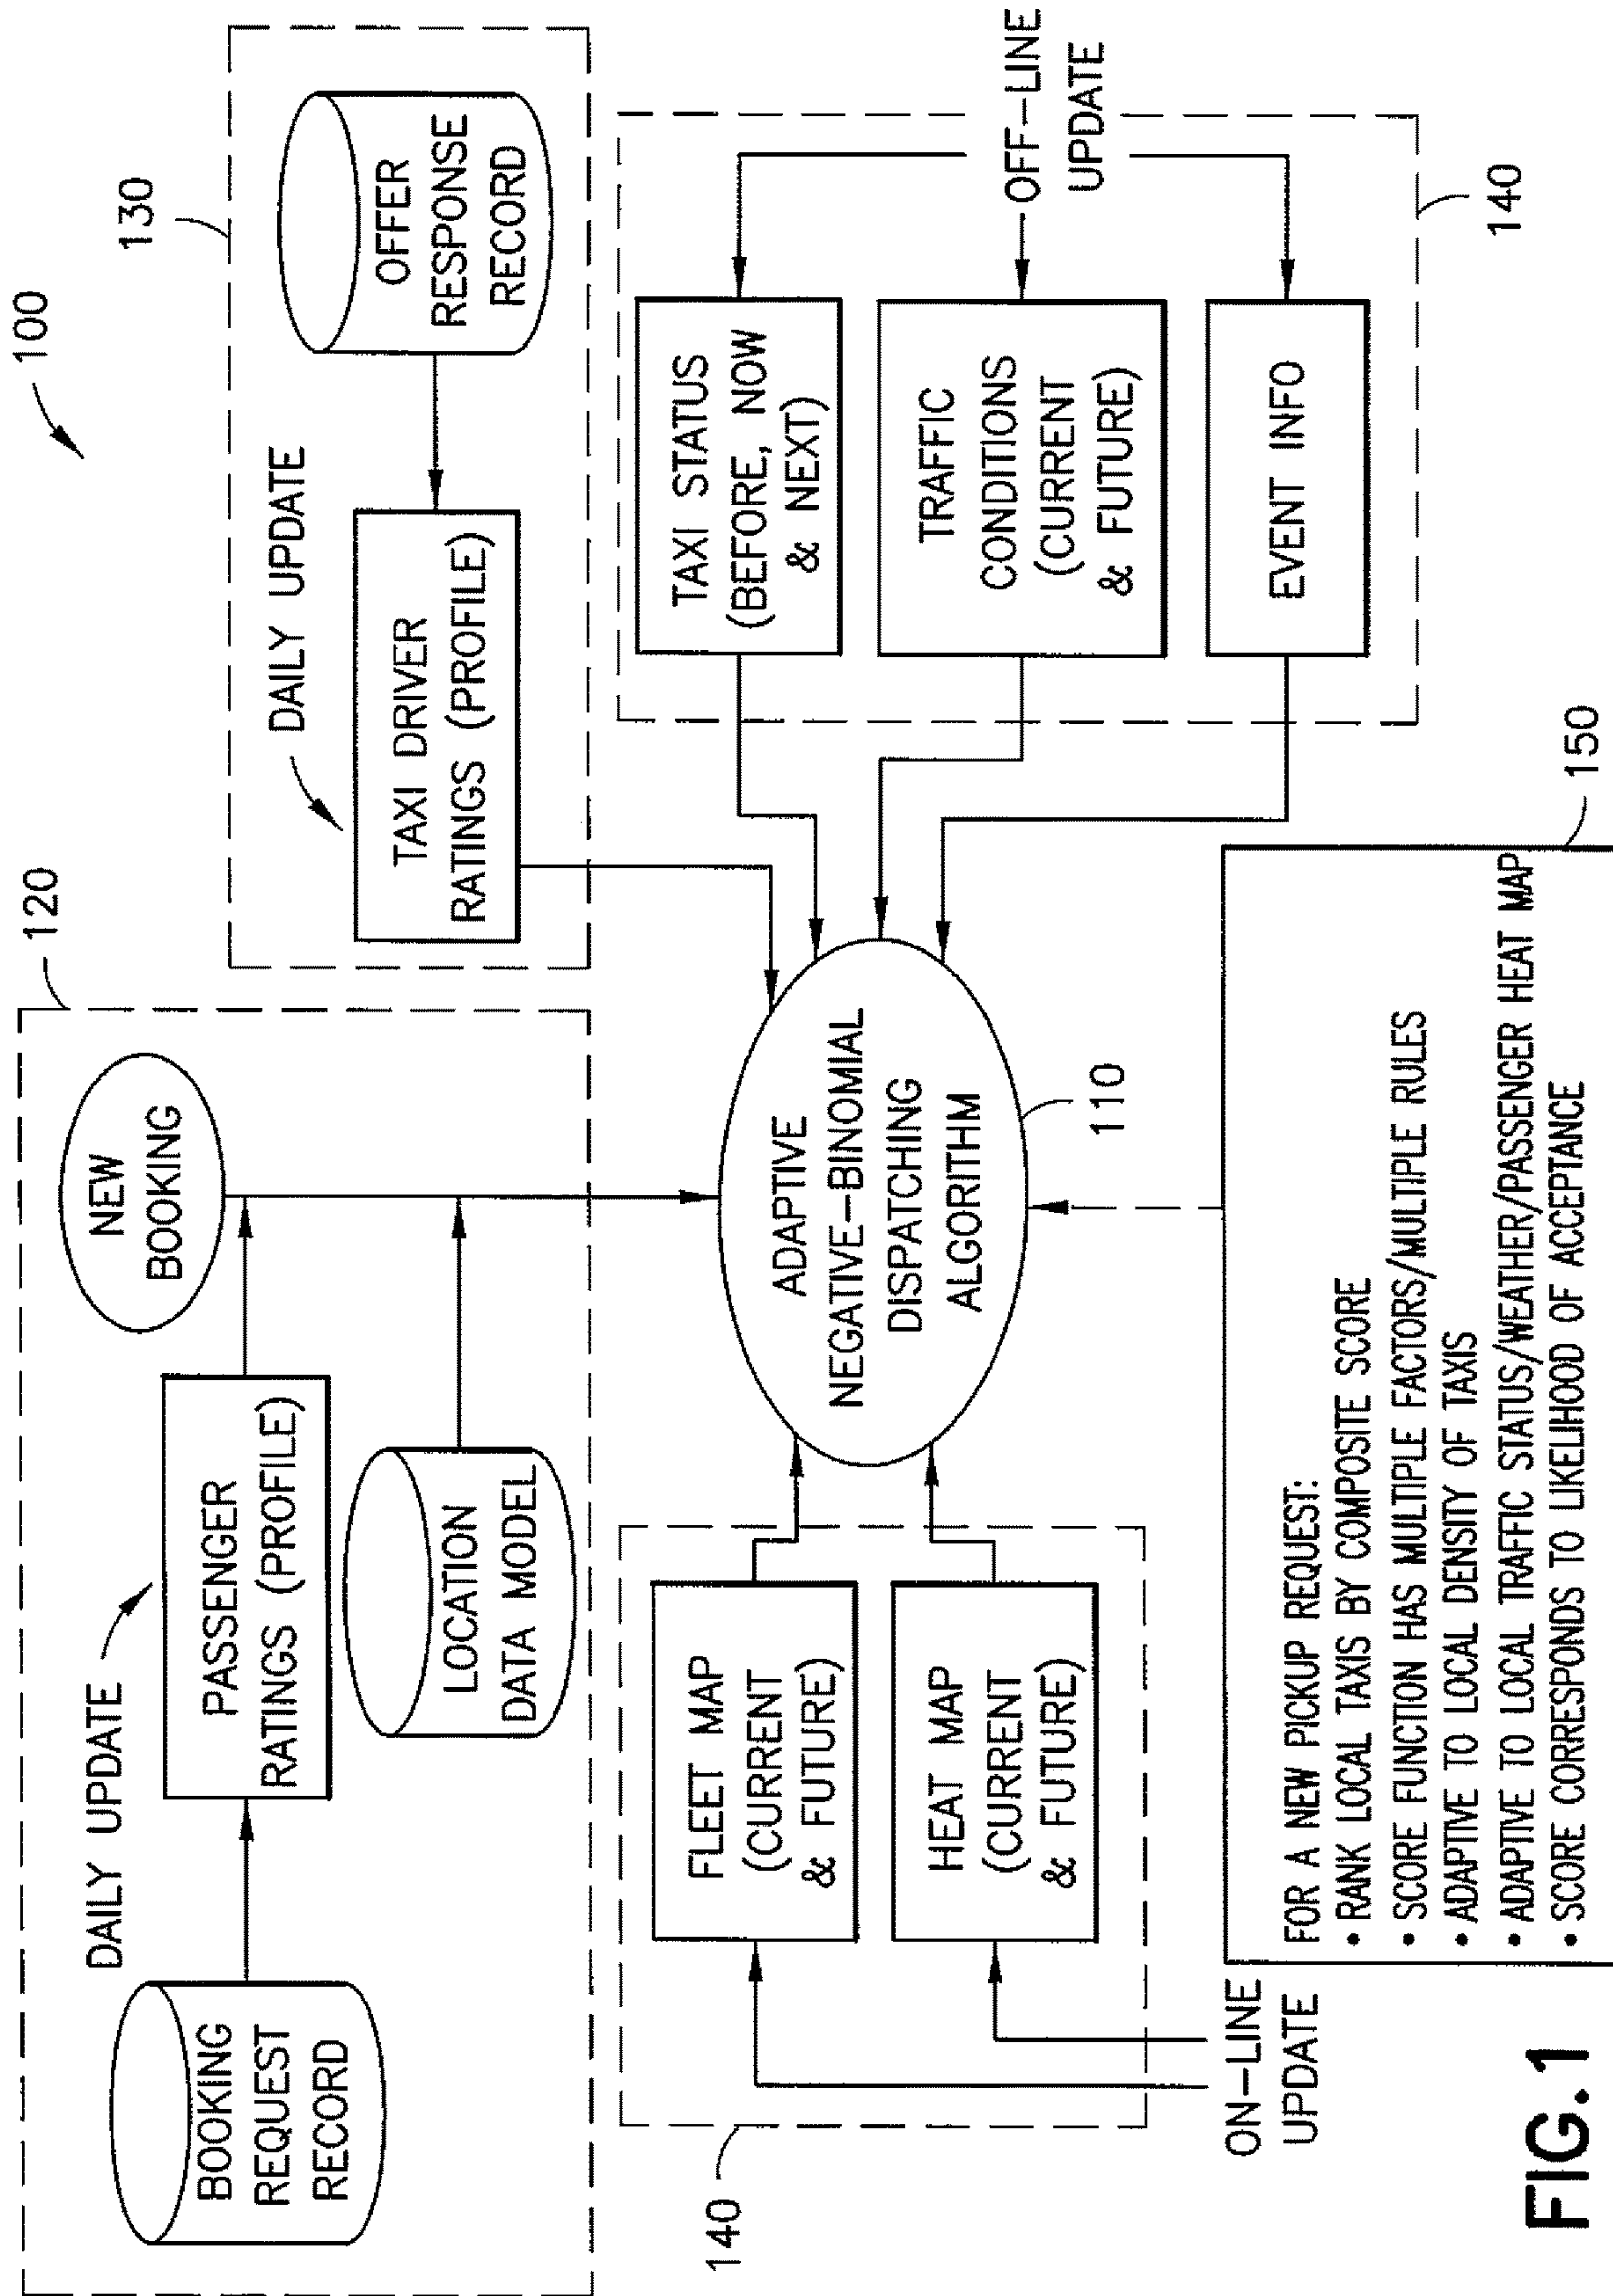 100
120
130
DAILY UPDATE
NEW
BOOKING
PASSENGER
RATINGS (PROFILE)
BOOKING
REQUEST
RECORD
LOCATION
DATA MODEL
DAILY UPDATE
TAXI DRIVER
RATINGS (PROFILE)
OFFER
RESPONSE
RECORD
FLEET MAP
(CURRENT
& FUTURE)
HEAT MAP
(CURRENT
& FUTURE)
140
ON-LINE
UPDATE
ADAPTIVE
NEGATIVE-BINOMIAL
DISPATCHING
ALGORITHM
110
TAXI STATUS
(BEFORE, NOW
& NEXT)
TRAFFIC
CONDITIONS
(CURRENT
& FUTURE)
EVENT INFO
OFF-LINE
UPDATE
140
FOR A NEW PICKUP REQUEST:
• RANK LOCAL TAXIS BY COMPOSITE SCORE
• SCORE FUNCTION HAS MULTIPLE FACTORS/MULTIPLE RULES
• ADAPTIVE TO LOCAL DENSITY OF TAXIS
• ADAPTIVE TO LOCAL TRAFFIC STATUS/WEATHER/PASSENGER HEAT MAP
• SCORE CORRESPONDS TO LIKELIHOOD OF ACCEPTANCE
150
FIG.1